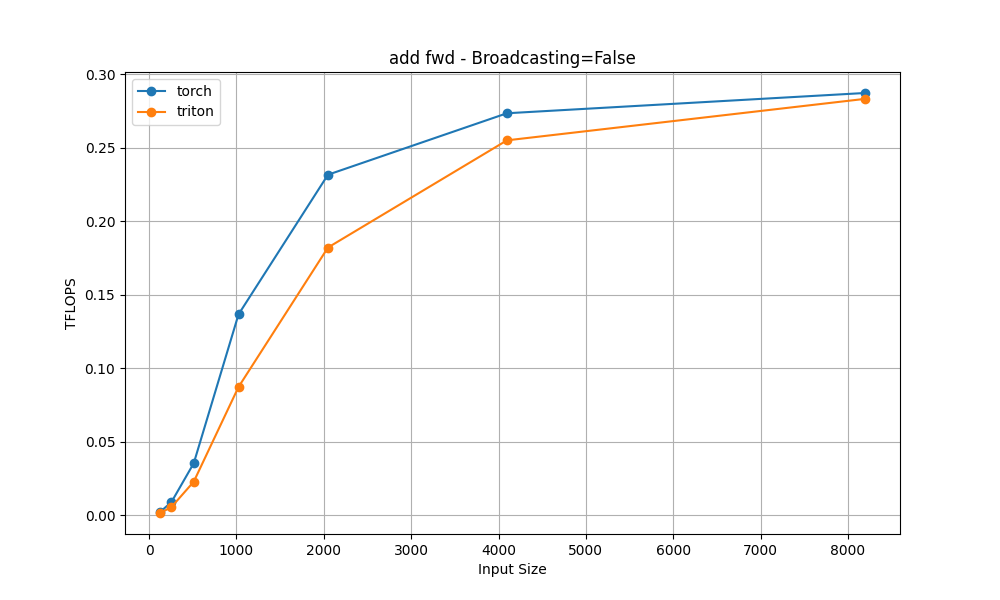 add fwd - Broadcasting=False
torch
triton
TFLOPS
0.30
0.25
0.20
0.15
0.10
0.05
0.00
0 1000 2000 3000 4000 5000 6000 7000 8000
Input Size